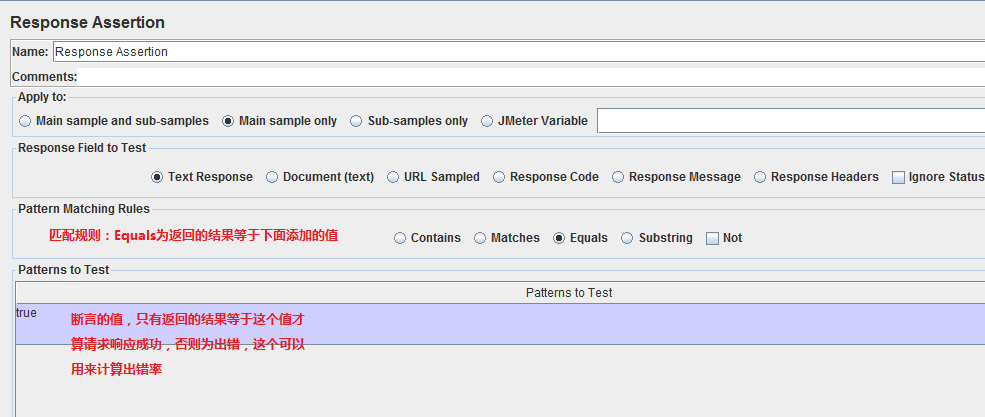 Response Assertion
Name: Response Assertion
Comments:
Apply to:
Main sample and sub-samples Main sample only Sub-samples only JMeter Variable
Response Field to Test
Text Response Document (text) URL Sampled Response Code Response Message Response Headers Ignore Status
Pattern Matching Rules
匹配规则：Equals为返回的结果等于下面添加的值 Contains Matches Equals Substring Not
Patterns to Test
Patterns to Test
true
断言的值，只有返回的结果等于这个值才
算请求响应成功，否则为出错，这个可以
用来计算出错率